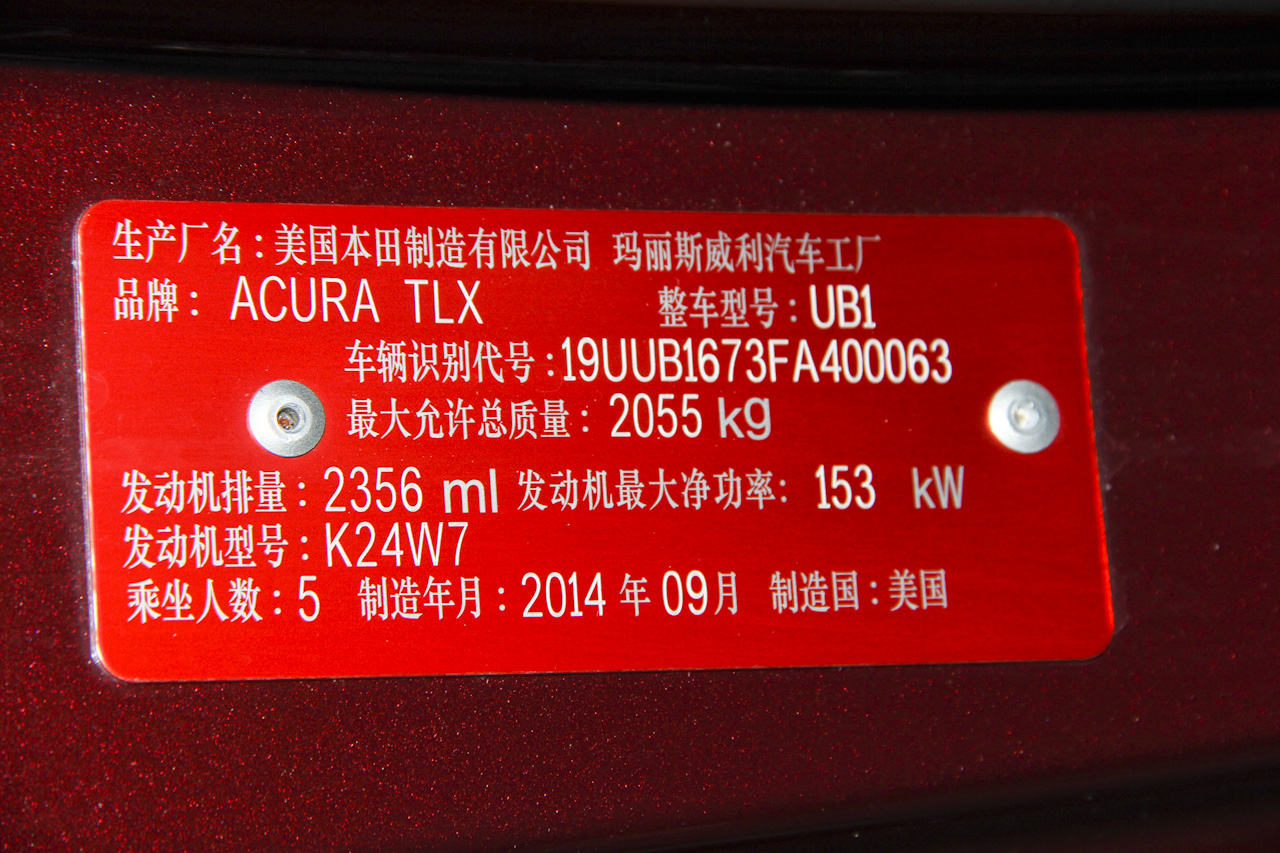 生产厂名：美国本田制造有限公司 玛丽斯威利汽车工厂
品牌：ACURA TLX 整车型号：UB1
车辆识别代号：19UUB1673FA400063
最大允许总质量：2055 kg
发动机排量：2356 ml 发动机最大净功率：153 kW
发动机型号：K24W7
乘坐人数：5 制造年月：2014 年 09月 制造国：美国